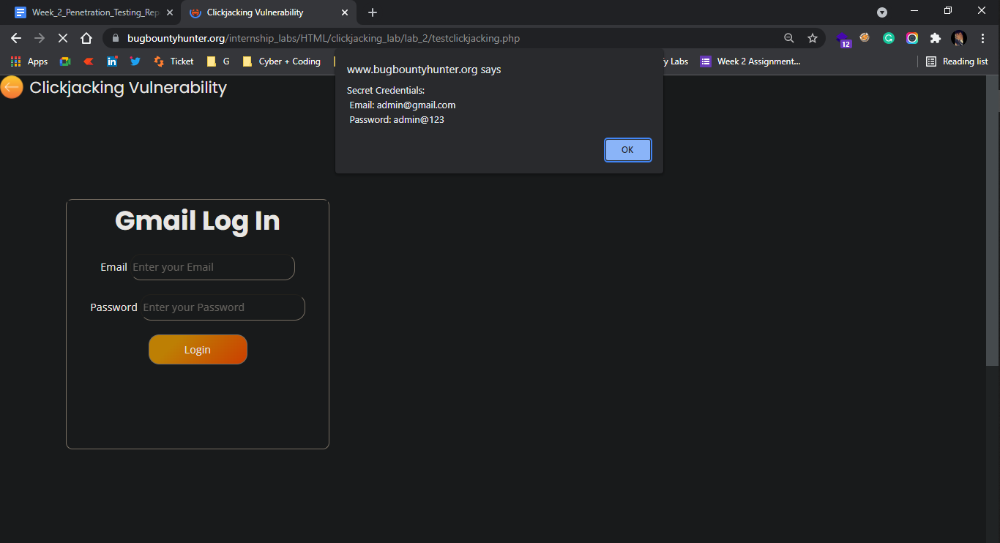 Week_2_Penetration_Testing_Rep
Clickjacking Vulnerability
bugbountyhunter.org/internship_labs/HTML/clickjacking_lab/lab_2/testclickjacking.php
12
Apps
Ticket
G
Cyber + Coding
Labs
Week 2 Assignment...
Reading list
Clickjacking Vulnerability
www.bugbountyhunter.org says
Secret Credentials:
Email: admin@gmail.com
Password: admin@123
OK
Gmail Log In
Email Enter your Email
Password Enter your Password
Login